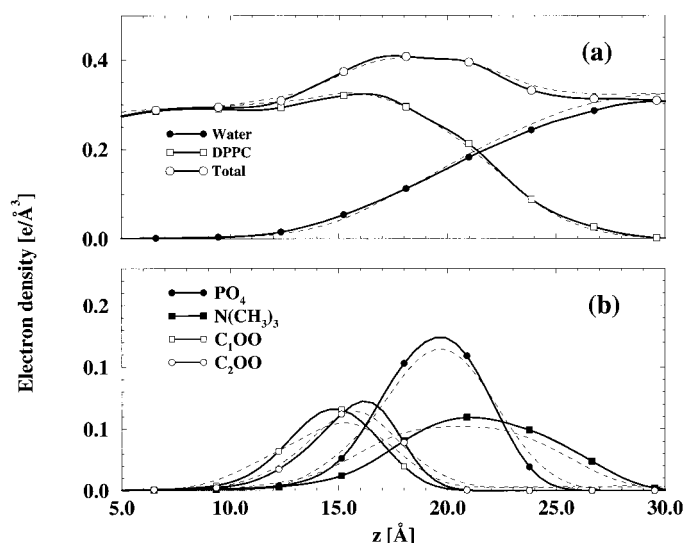 (a)
0.4
0.2
0.0
Water
DPPC
Total
Electron density [e/Å³]
(b)
0.2
0.1
0.1
0.0
PO₄
N(CH₃)₃
C₁OO
C₂OO
5.0 10.0 15.0 20.0 25.0 30.0
z [Å]